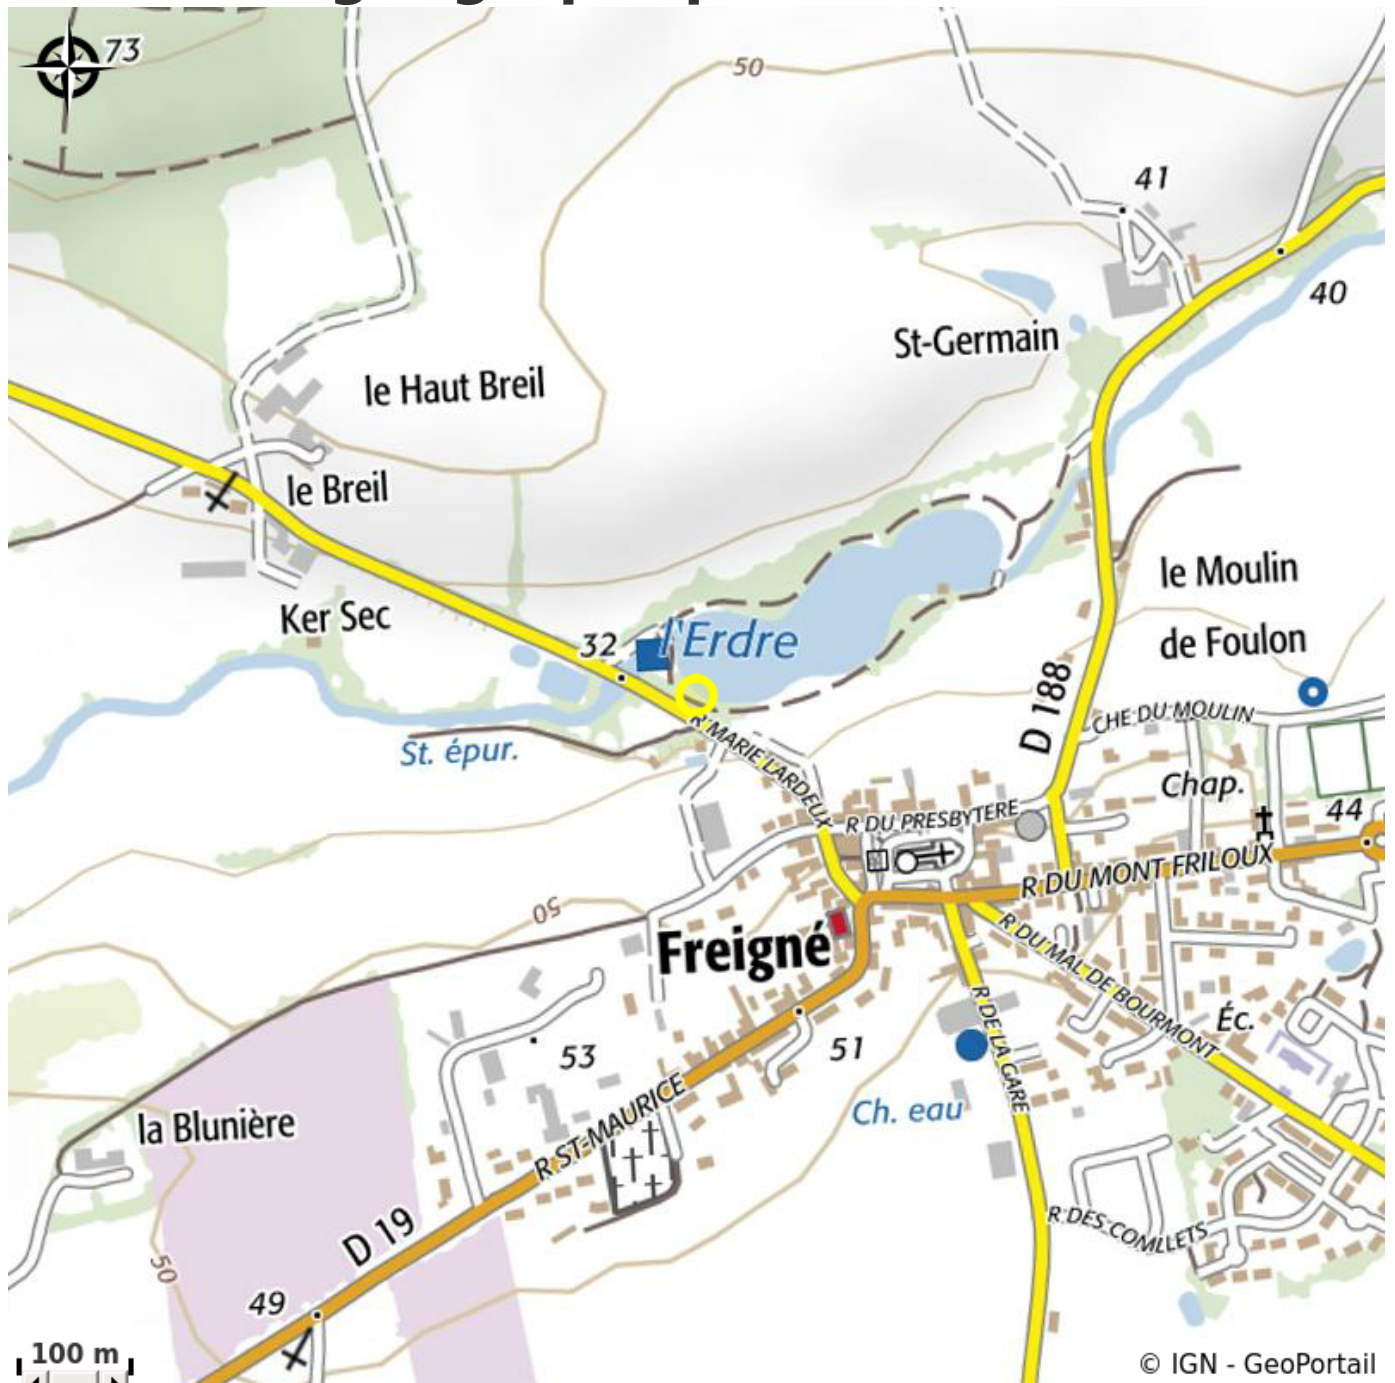 73
50
41
40
St-Germain
le Haut Breil
le Breil
le Moulin
de Foulon
Ker Sec
32
l'Erdre
D 188
CHE DU MOULIN
St. épur.
R MARIE LARDEUX
Chap.
44
R DU PRESBYTERE
R DU MONT FRILOUX
50
Freigné
R DU MAL DE BOURMONT
R DE LA GARE
Éc.
53
51
Ch. eau
la Blunière
R ST-MAURICE
D 19
R DES COMLLETS
50
49
100 m
© IGN - GeoPortail